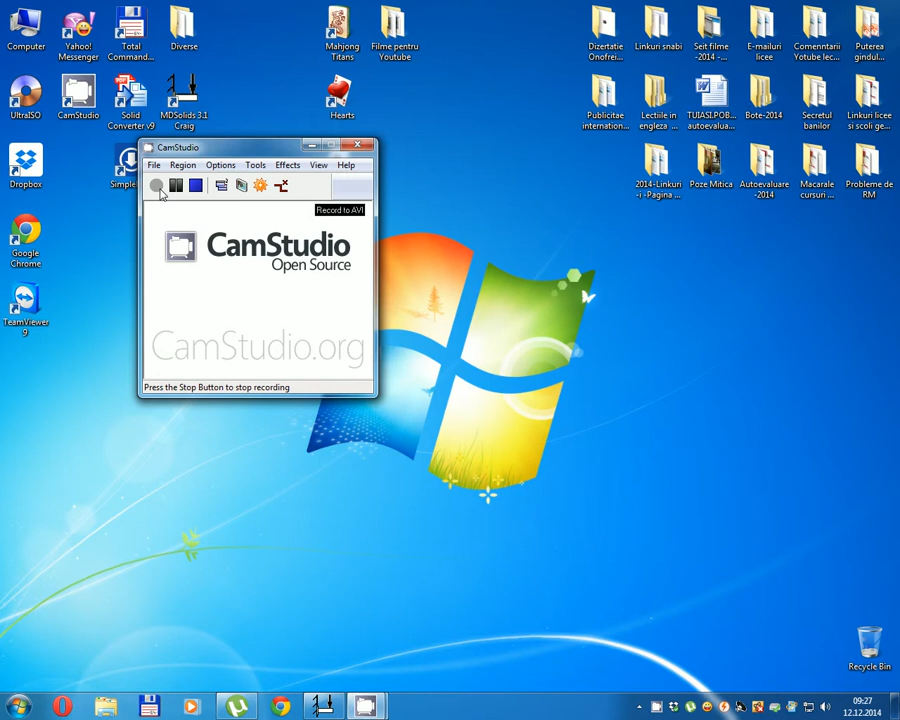 Computer
Yahoo!
Messenger
Total
Comman...
Diverse
Mahjong
Titans
Filme pentru
Youtube
Dizertatie
Onofrei...
Linkuri snabi
Seit filme
-2014 - ...
E-mailuri
licee
Comenntarii
Yotube lec...
Puterea
gindul...
UltraISO
CamStudio
Solid
Converter v9
MDSolids 3.1
Craig
Hearts
Publicitae
internation...
Lectiile in
engleza ...
TUIASI.POB...
autoevalua...
Bote-2014
Secretul
banilor
Linkuri licee
si scoli ge...
Dropbox
Simple
2014-Linkuri
-i -Pagina ...
Poze Mitica
Autoevaluare
-2014
Macarale
cursuri ...
Probleme de
RM
Google
Chrome
TeamViewer
9
CamStudio
File Region Options Tools Effects View Help
Record to AVI
CamStudio
Open Source
CamStudio.org
Press the Stop Button to stop recording
Recycle Bin
09:27
12.12.2014